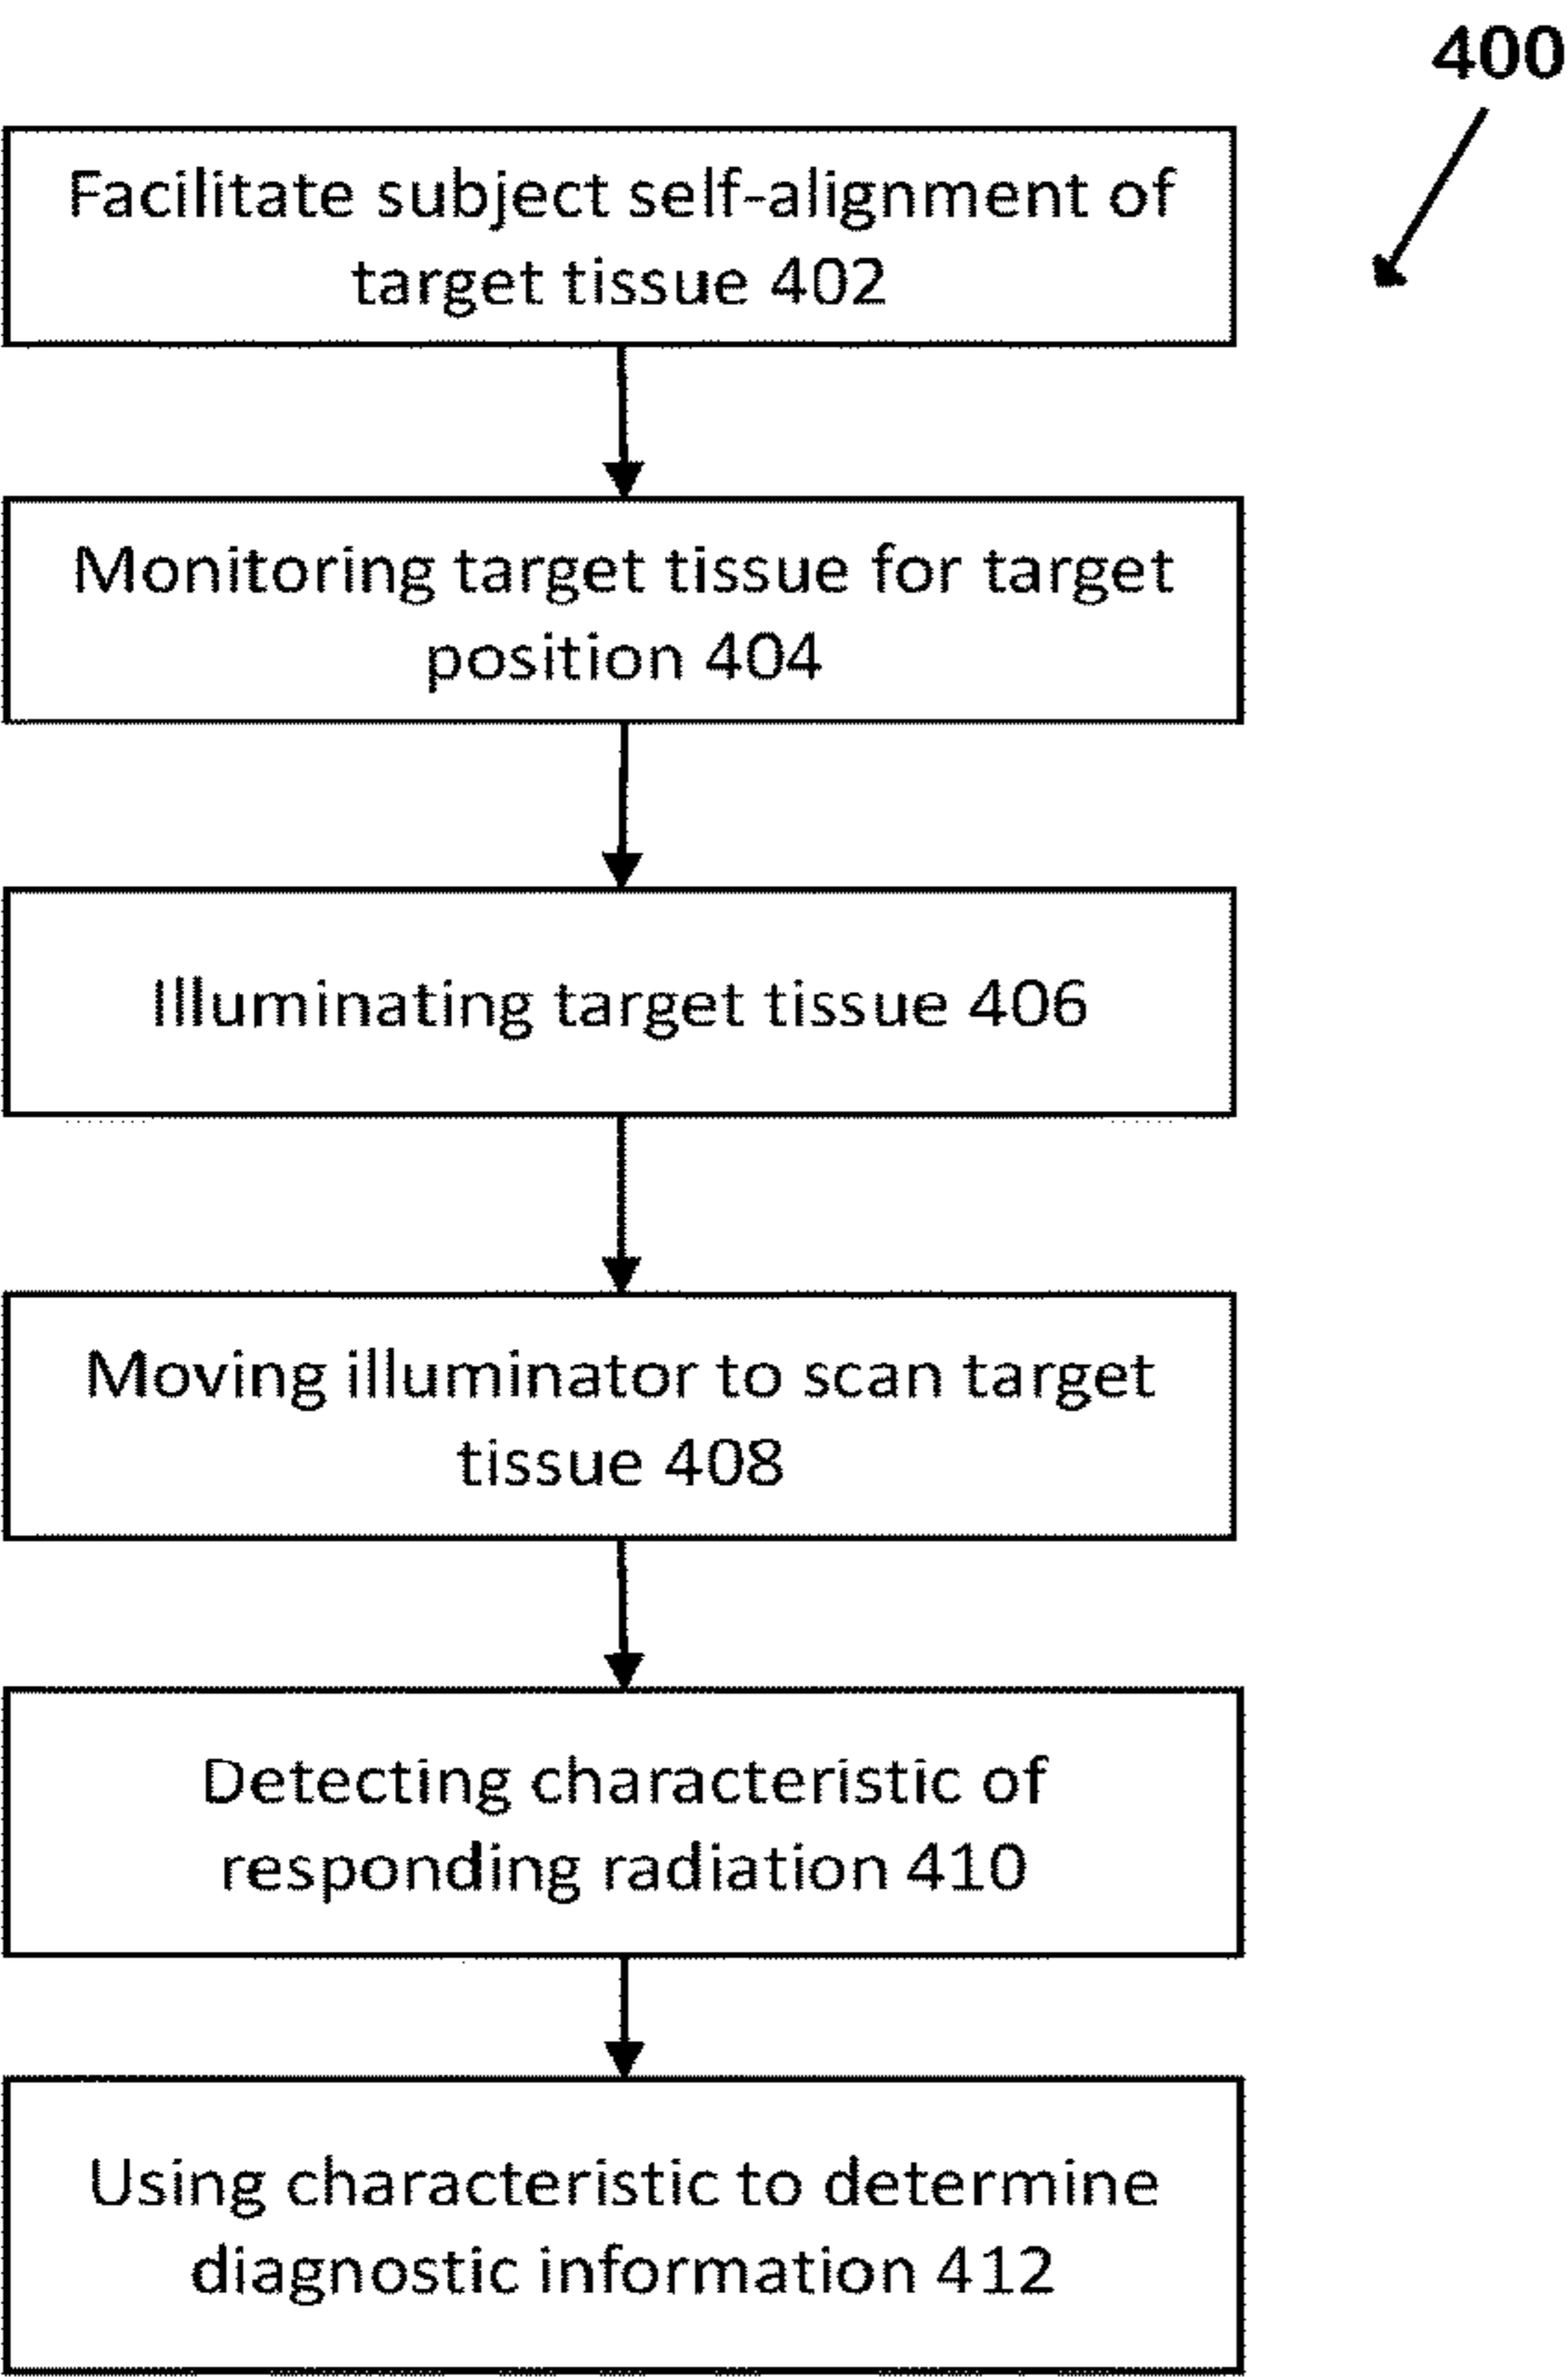 400
Facilitate subject self-alignment of
target tissue 402
Monitoring target tissue for target
position 404
Illuminating target tissue 406
Moving illuminator to scan target
tissue 408
Detecting characteristic of
responding radiation 410
Using characteristic to determine
diagnostic information 412